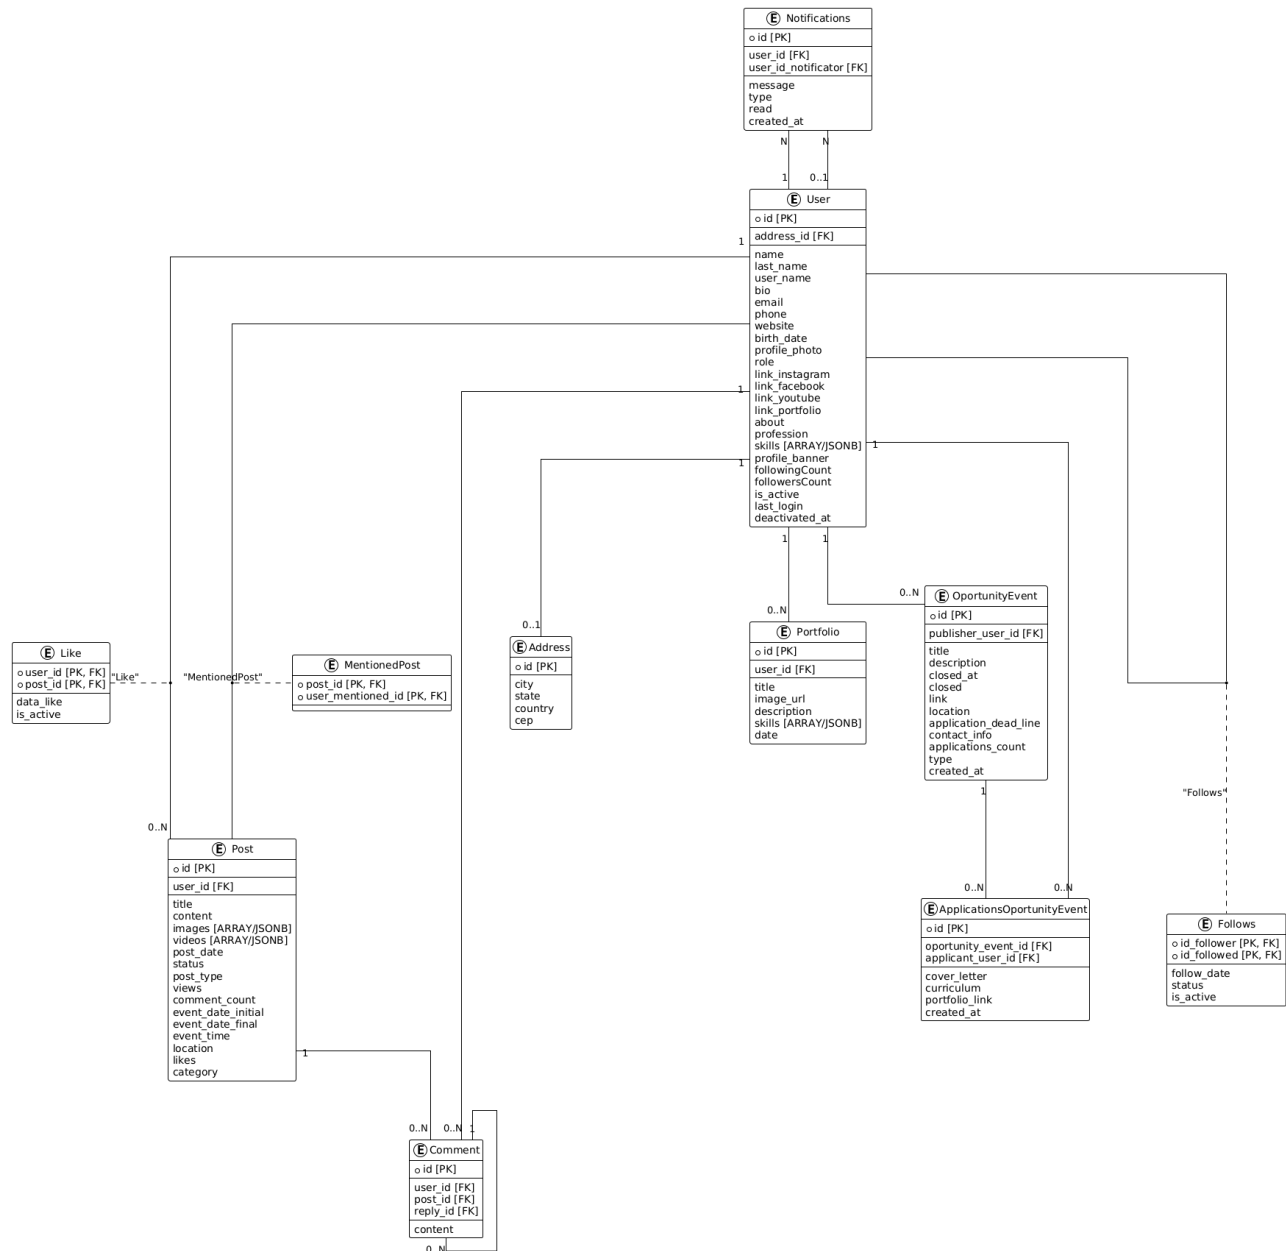 E Notifications
id [PK]
user_id [FK]
user_id_notificator [FK]
message
type
read
created_at
N
N
1
0..1
E User
id [PK]
address_id [FK]
name
last_name
user_name
bio
email
phone
website
birth_date
profile_photo
role
link_instagram
link_facebook
link_youtube
link_portfolio
about
profession
skills [ARRAY/JSONB]
profile_banner
followingCount
followersCount
is_active
last_login
deactivated_at
1
1
1
1
1
1
E Like
user_id [PK, FK]
post_id [PK, FK]
data_like
is_active
"Like"
"MentionedPost"
E MentionedPost
post_id [PK, FK]
user_mentioned_id [PK, FK]
0..1
E Address
id [PK]
city
state
country
cep
0..N
E Portfolio
id [PK]
user_id [FK]
title
image_url
description
skills [ARRAY/JSONB]
date
0..N
E OportunityEvent
id [PK]
publisher_user_id [FK]
title
description
closed_at
closed
link
location
application_dead_line
contact_info
applications_count
type
created_at
1
"Follows"
0..N
E Post
id [PK]
user_id [FK]
title
content
images [ARRAY/JSONB]
videos [ARRAY/JSONB]
post_date
status
post_type
views
comment_count
event_date_initial
event_date_final
event_time
location
likes
category
1
0..N
0..N
E ApplicationsOportunityEvent
id [PK]
oportunity_event_id [FK]
applicant_user_id [FK]
cover_letter
curriculum
portfolio_link
created_at
E Follows
id_follower [PK, FK]
id_followed [PK, FK]
follow_date
status
is_active
0..N
0..N
1
E Comment
id [PK]
user_id [FK]
post_id [FK]
reply_id [FK]
content
0..N